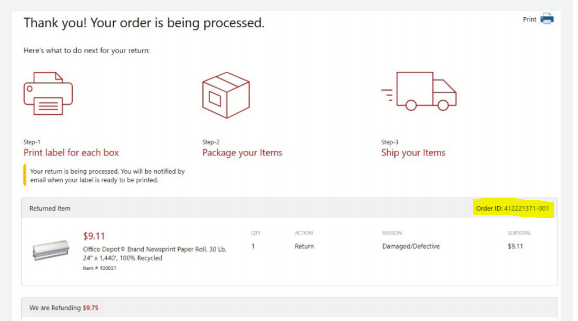 Thank you! Your order is being processed.
Print
Here's what to do next for your return:
Step-1
Print label for each box
Your return is being processed. You will be notified by
email when your label is ready to be printed.
Step-2
Package your Items
Step-3
Ship your Items
Returned Item
Order ID: 412221371-001
QTY
ACTION
REASON
SUBTOTAL
$9.11
Office Depot® Brand Newsprint Paper Roll, 30 Lb,
24" x 1,440', 100% Recycled
1
Return
Damaged/Defective
$9.11
We are Refunding $9.75